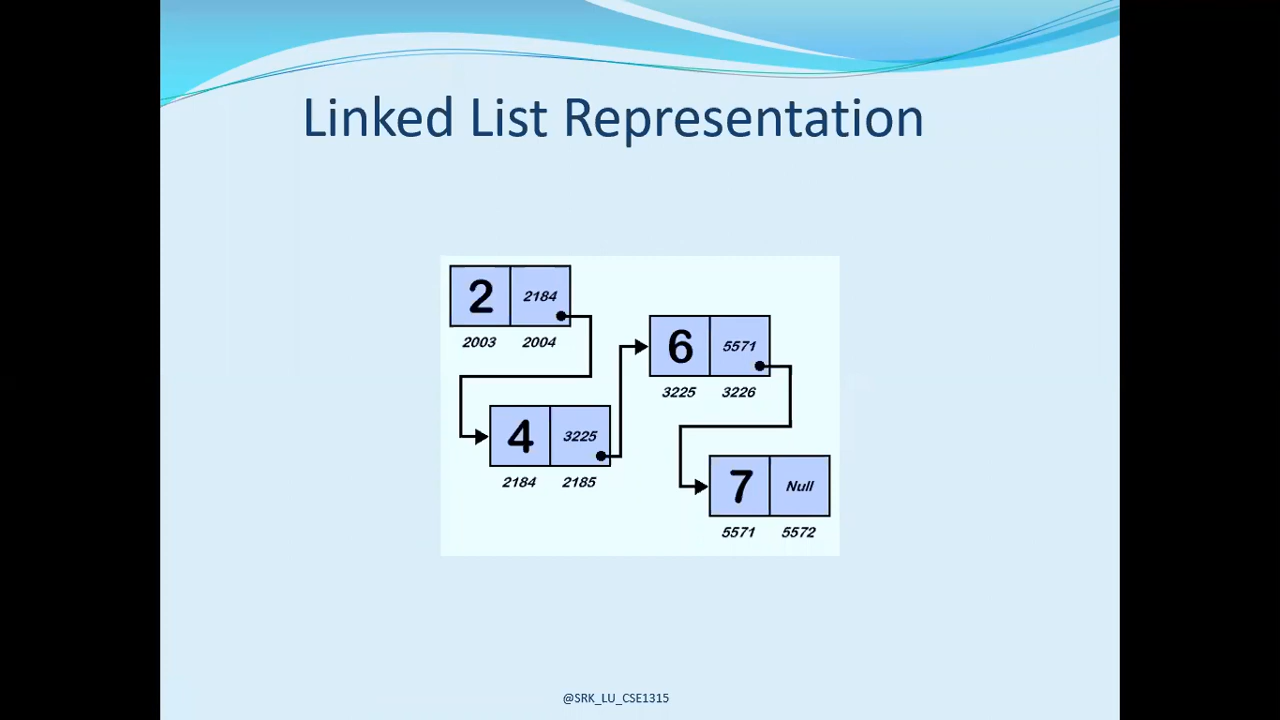 Linked List Representation
2 2184
2003 2004
4 3225
2184 2185
6 5571
3225 3226
7 Null
5571 5572
@SRK_LU_CSE1315